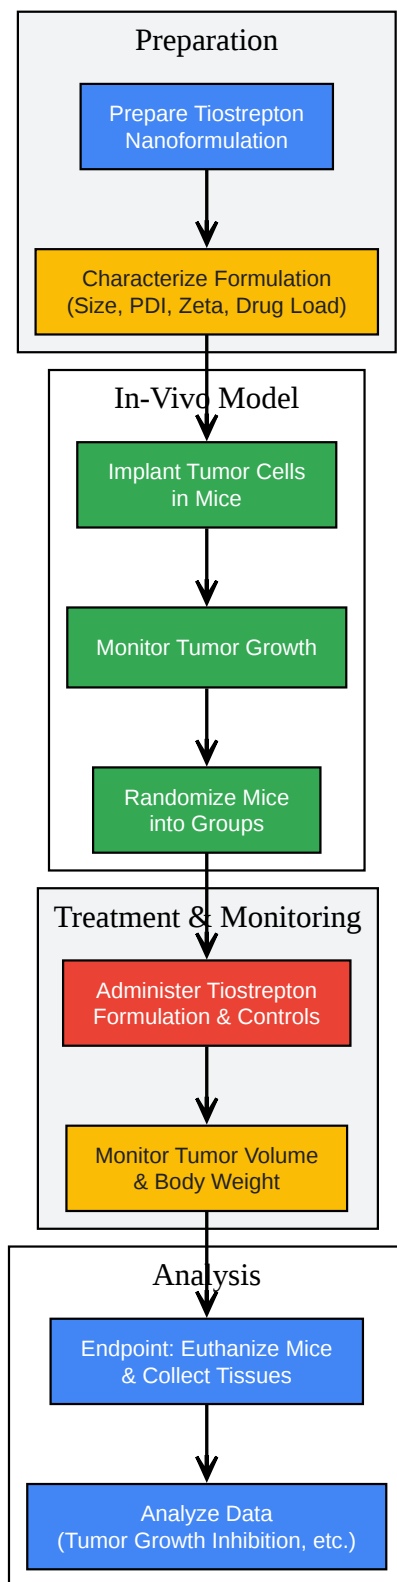 Preparation
Prepare Tiostrepton
Nanoformulation
Characterize Formulation
(Size, PDI, Zeta, Drug Load)
In-Vivo Model
Implant Tumor Cells
in Mice
Monitor Tumor Growth
Randomize Mice
into Groups
Treatment & Monitoring
Administer Tiostrepton
Formulation & Controls
Monitor Tumor Volume
& Body Weight
Analysis
Endpoint: Euthanize Mice
& Collect Tissues
Analyze Data
(Tumor Growth Inhibition, etc.)